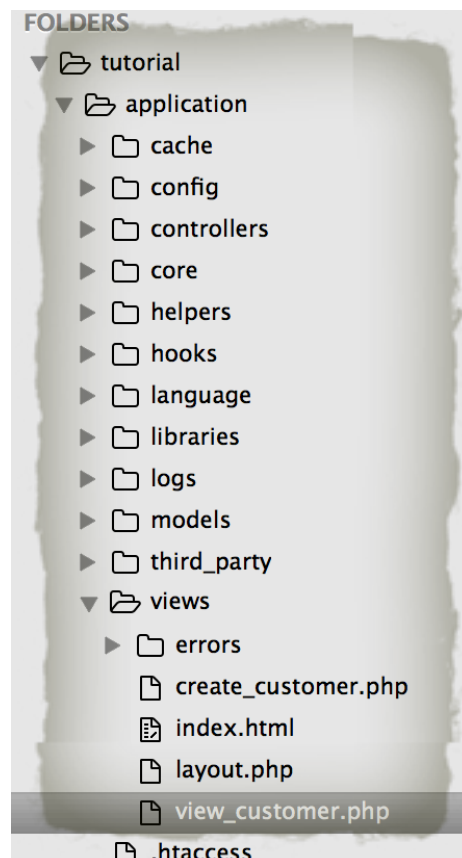 FOLDERS
tutorial
application
cache
config
controllers
core
helpers
hooks
language
libraries
logs
models
third_party
views
errors
create_customer.php
index.html
layout.php
view_customer.php
.htaccess